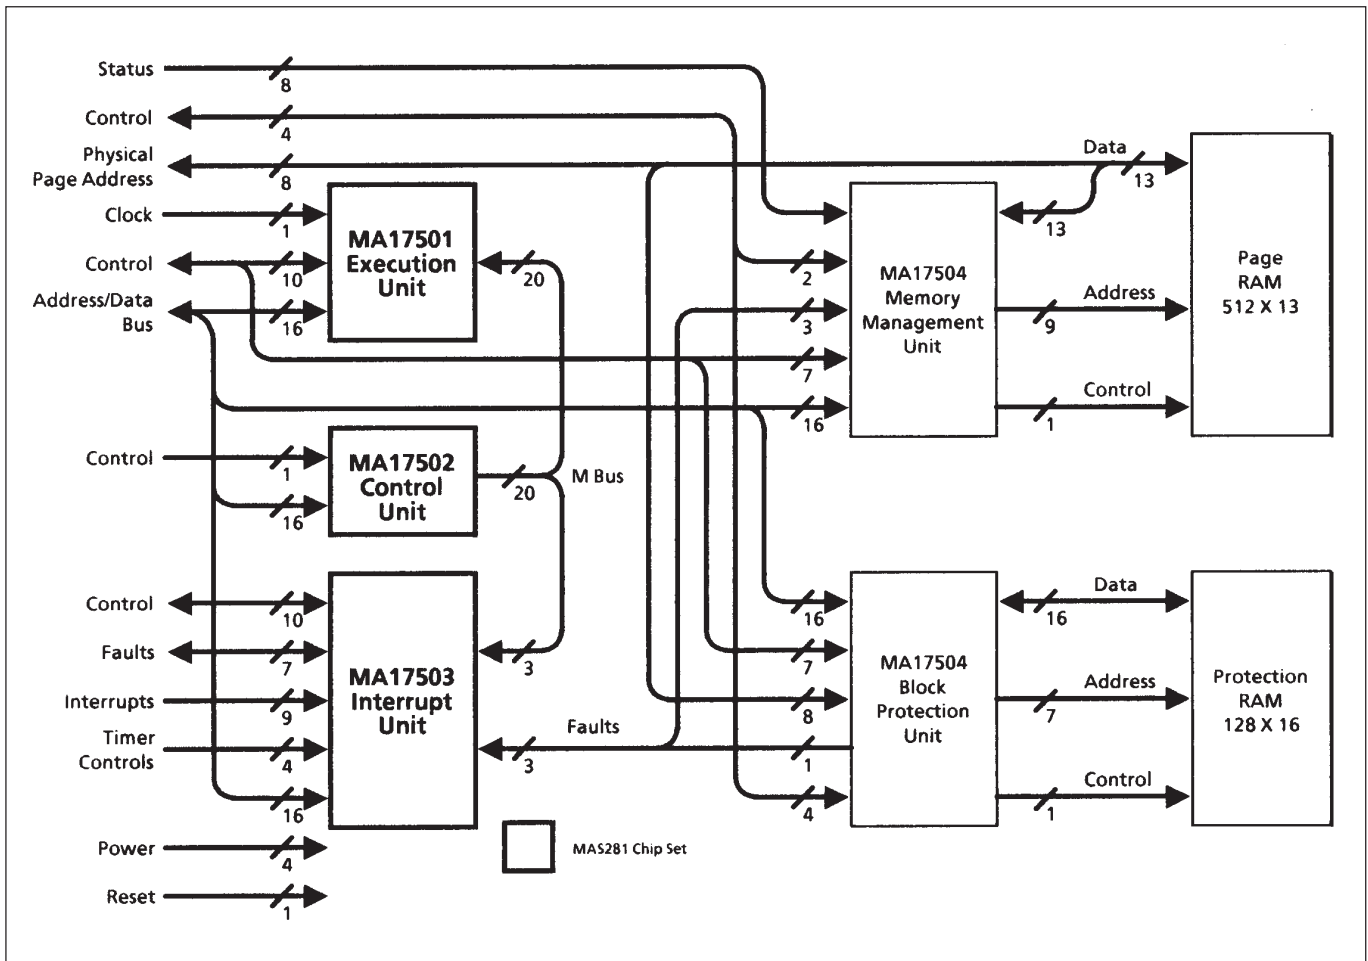 Status
8
Control
4
Physical
Page Address
8
Clock
1
Control
10
Address/Data
Bus
16
MA17501
Execution
Unit
20
Control
1
16
MA17502
Control
Unit
20
M Bus
Control
10
Faults
7
Interrupts
9
Timer
Controls
4
16
MA17503
Interrupt
Unit
3
Faults
3
Power
4
Reset
1
MAS281 Chip Set
2
3
7
16
MA17504
Memory
Management
Unit
Data
13
13
Address
9
Control
1
Page
RAM
512 X 13
16
7
8
1
4
MA17504
Block
Protection
Unit
Data
16
Address
7
Control
1
Protection
RAM
128 X 16